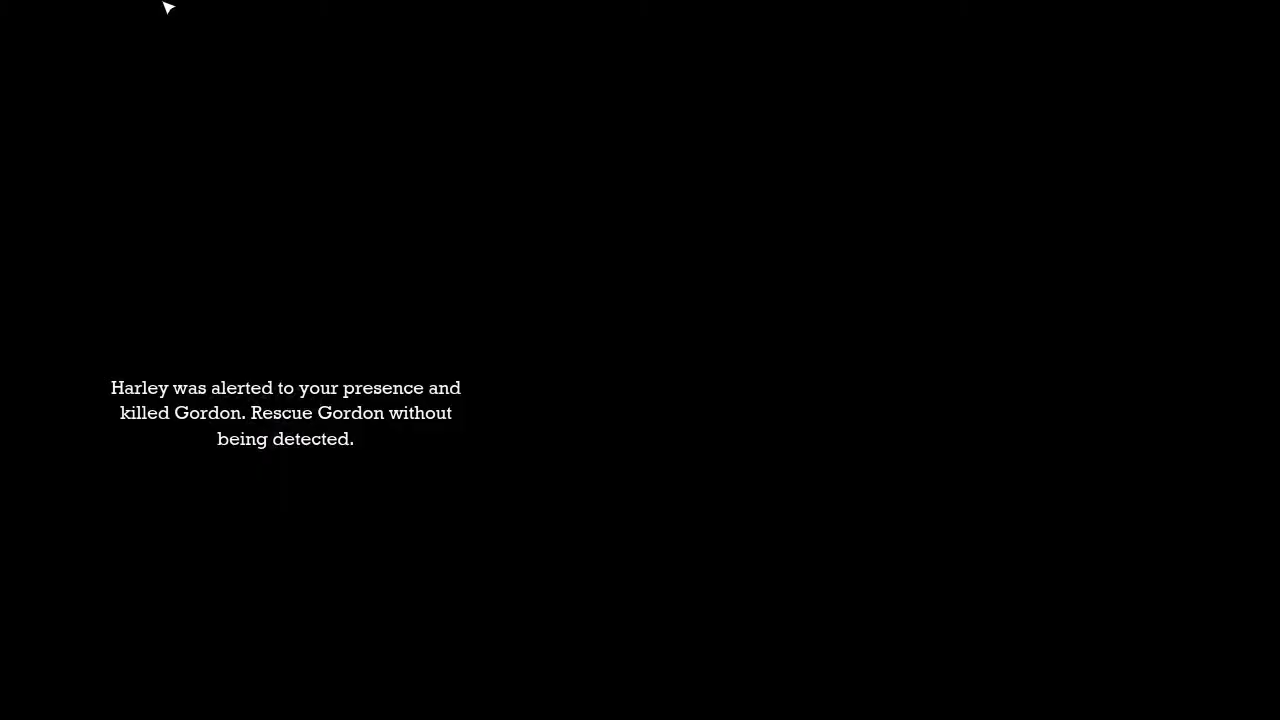 Harley was alerted to your presence and
killed Gordon. Rescue Gordon without
being detected.